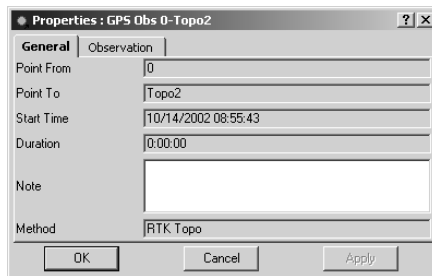 Properties : GPS Obs 0-Topo2 ? ×
General Observation
Point From 0
Point To Topo2
Start Time 10/14/2002 08:55:43
Duration 0:00:00
Note
Method RTK Topo
OK Cancel Apply